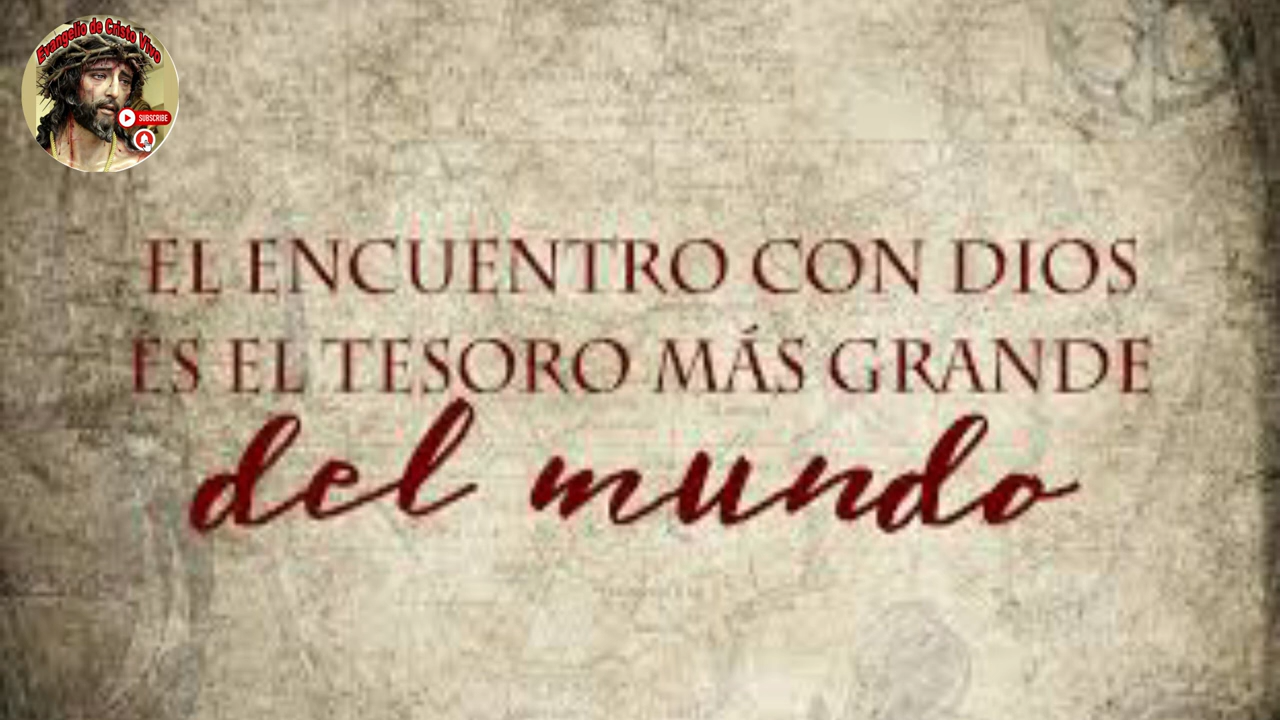 Evangelio de Cristo Vivo
SUBSCRIBE
EL ENCUENTRO CON DIOS
ES EL TESORO MÁS GRANDE
del mundo